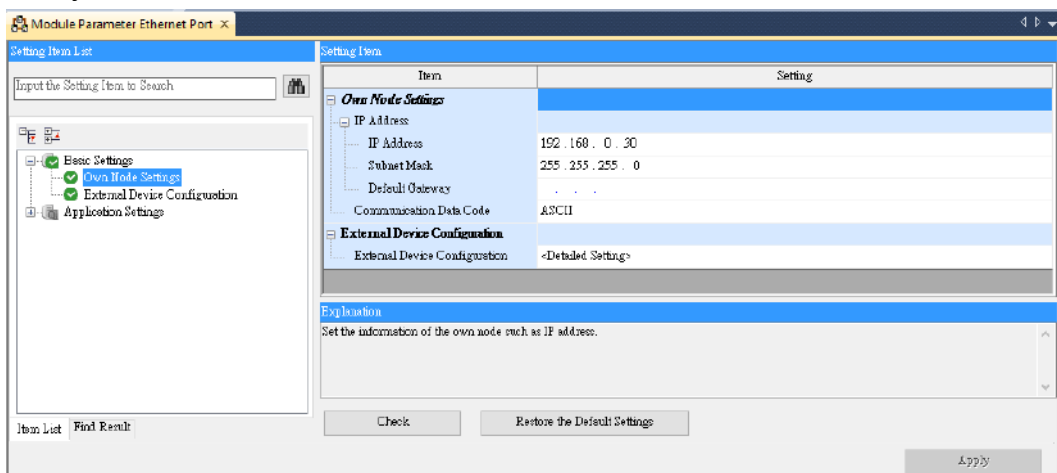 Module Parameter Ethernet Port
Setting Item List
Input the Setting Item to Search
Basic Settings
Own Node Settings
External Device Configuration
Application Settings
Item List Find Result
Setting Item
Item Setting
Own Node Settings
IP Address
IP Address 192 . 168 . 0 . 30
Subnet Mask 255 . 255 . 255 . 0
Default Gateway . . .
Communication Data Code ASCII
External Device Configuration
External Device Configuration <Detailed Setting>
Explanation
Set the information of the own node such as IP address.
Check Restore the Default Settings
Apply